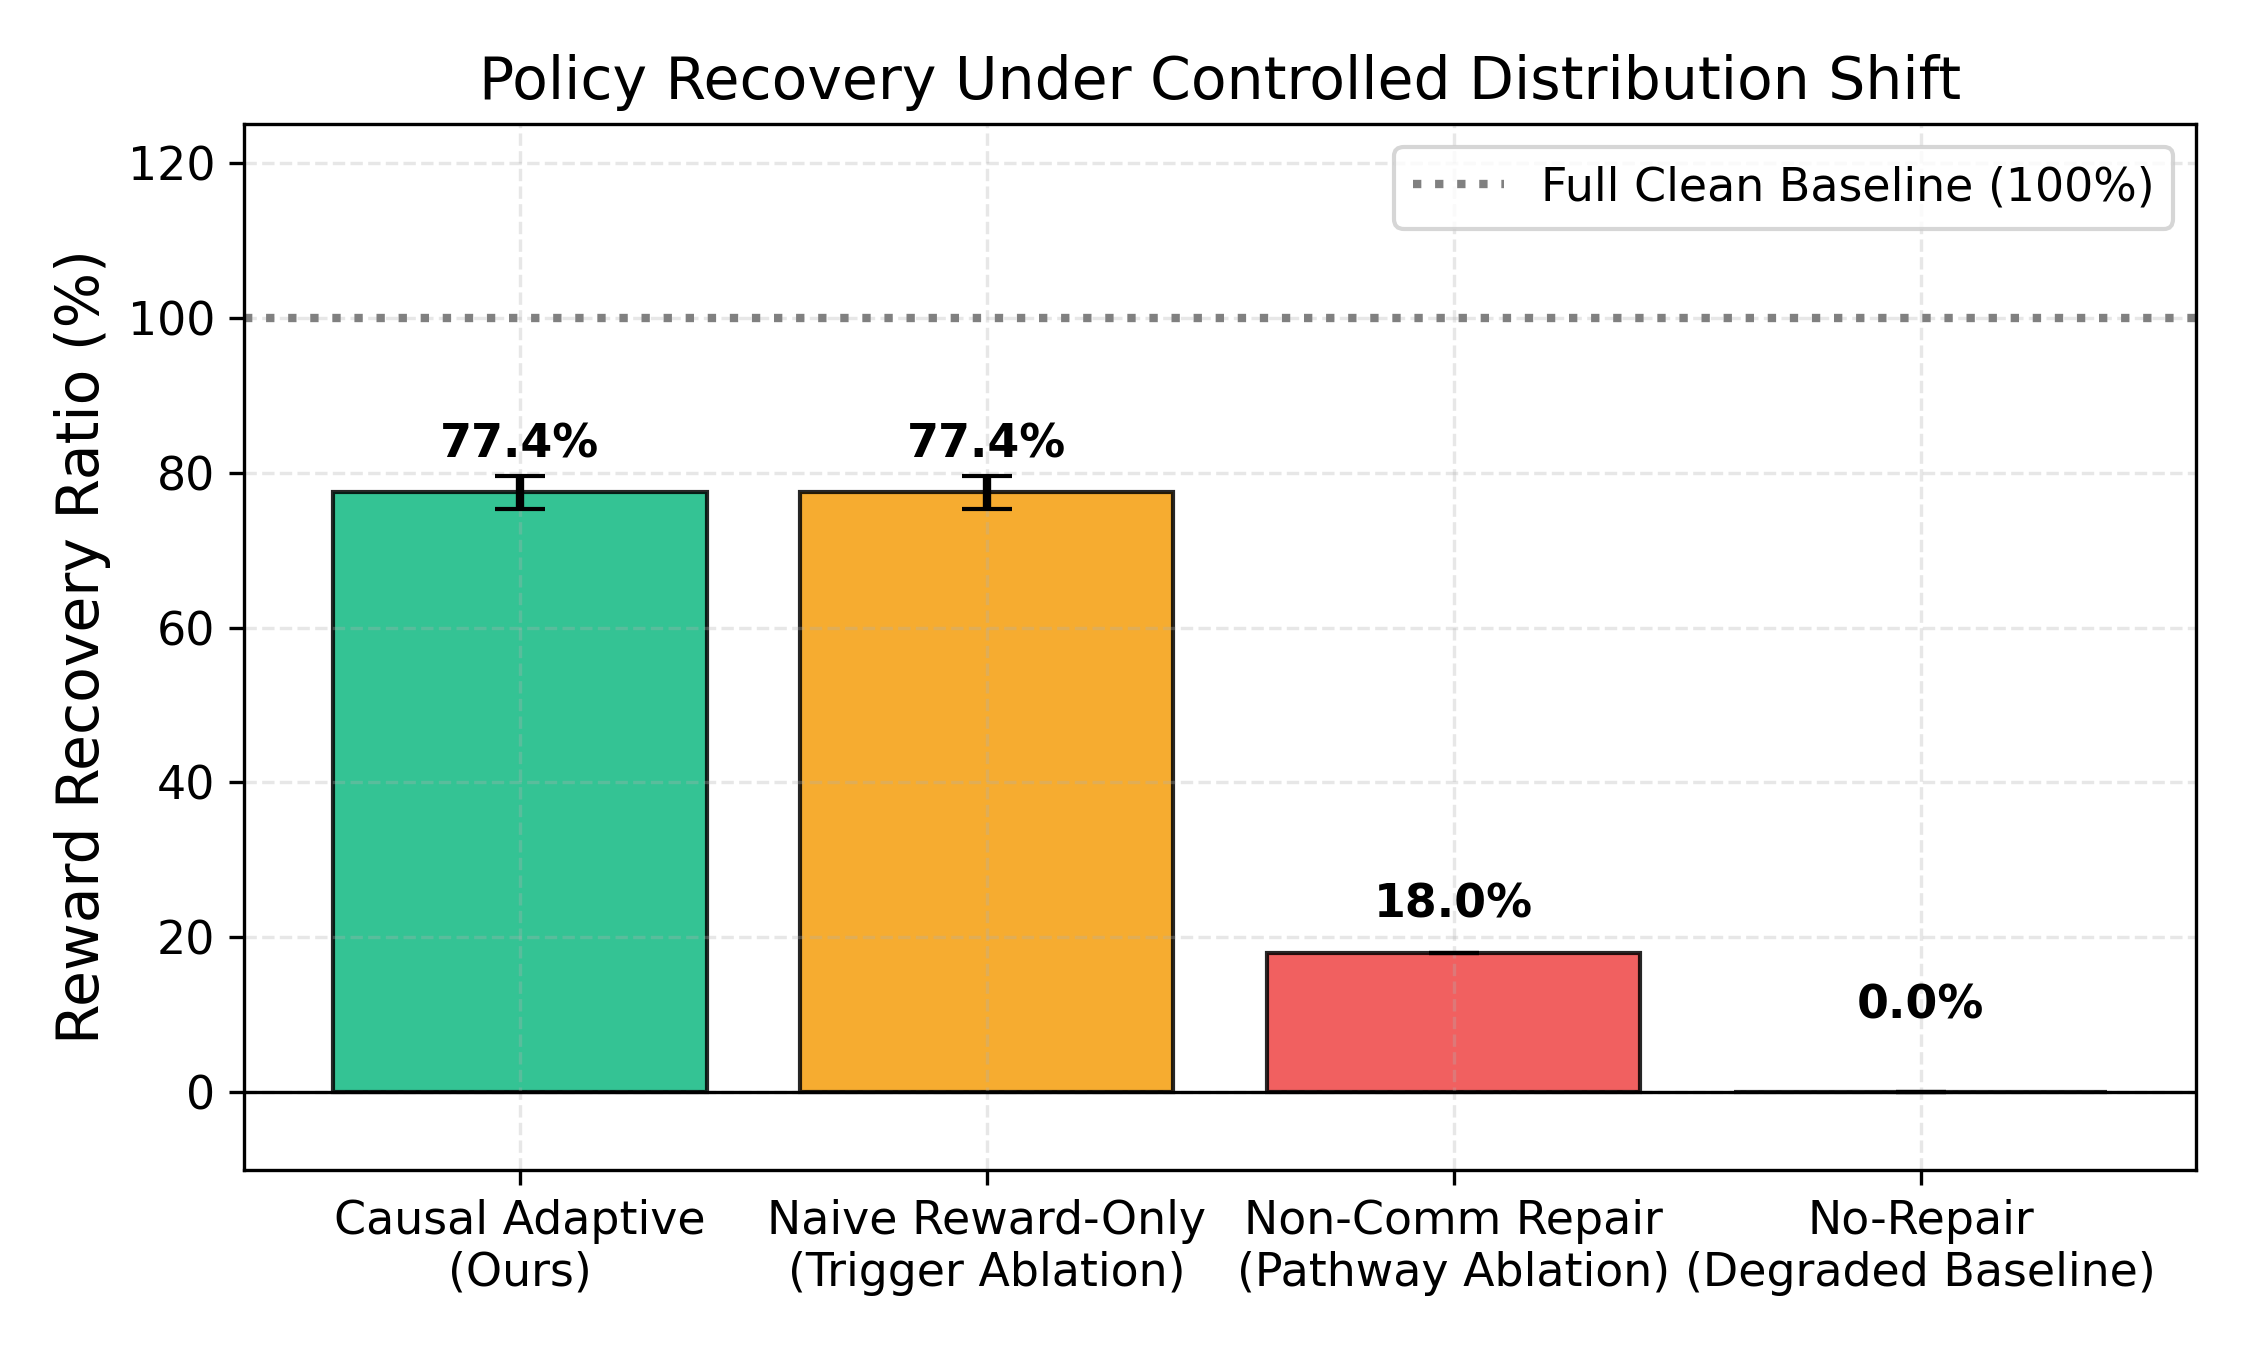 Policy Recovery Under Controlled Distribution Shift
Full Clean Baseline (100%)
Reward Recovery Ratio (%)
120
100
80
60
40
20
0
77.4%
77.4%
18.0%
0.0%
Causal Adaptive
(Ours)
Naive Reward-Only
(Trigger Ablation)
Non-Comm Repair
(Pathway Ablation)
No-Repair
(Degraded Baseline)